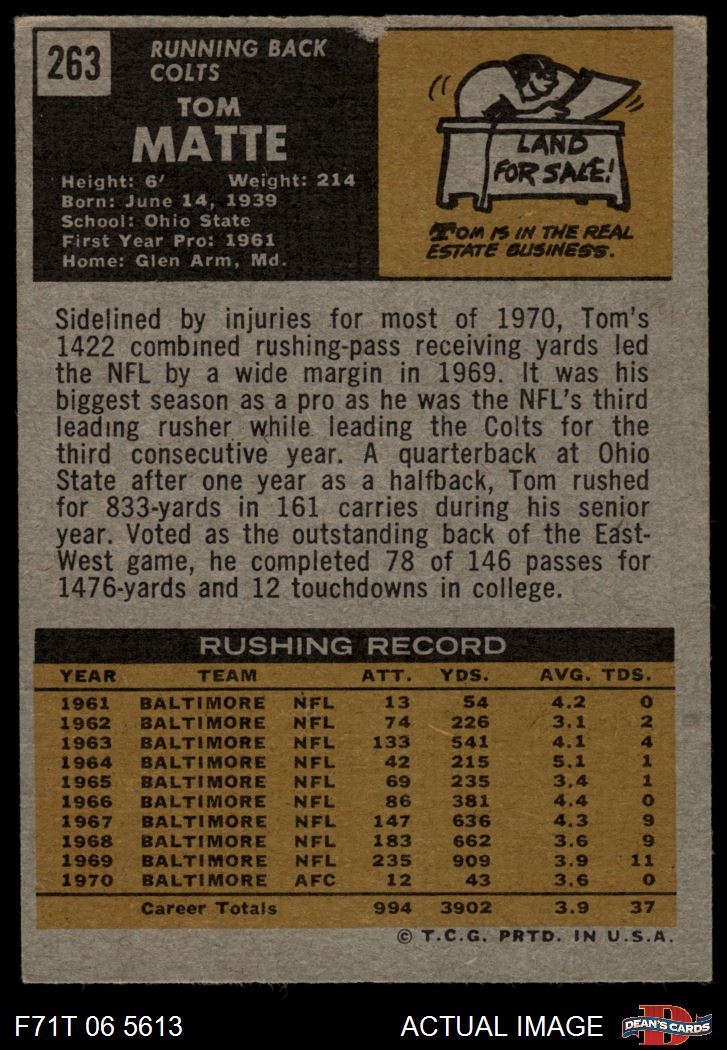 263
RUNNING BACK
COLTS
TOM
MATTE
Height: 6' Weight: 214
Born: June 14, 1939
School: Ohio State
First Year Pro: 1961
Home: Glen Arm, Md.
LAND
FOR SALE!
TOM IS IN THE REAL
ESTATE BUSINESS.
Sidelined by injuries for most of 1970, Tom's
1422 combined rushing-pass receiving yards led
the NFL by a wide margin in 1969. It was his
biggest season as a pro as he was the NFL's third
leading rusher while leading the Colts for the
third consecutive year. A quarterback at Ohio
State after one year as a halfback, Tom rushed
for 833-yards in 161 carries during his senior
year. Voted as the outstanding back of the East-
West game, he completed 78 of 146 passes for
1476-yards and 12 touchdowns in college.
RUSHING RECORD
YEAR TEAM ATT. YDS. AVG. TDS.
1961 BALTIMORE NFL 13 54 4.2 0
1962 BALTIMORE NFL 74 226 3.1 2
1963 BALTIMORE NFL 133 541 4.1 4
1964 BALTIMORE NFL 42 215 5.1 1
1965 BALTIMORE NFL 69 235 3.4 1
1966 BALTIMORE NFL 86 381 4.4 0
1967 BALTIMORE NFL 147 636 4.3 9
1968 BALTIMORE NFL 183 662 3.6 9
1969 BALTIMORE NFL 235 909 3.9 11
1970 BALTIMORE AFC 12 43 3.6 0
Career Totals 994 3902 3.9 37
© T.C.G. PRTD. IN U.S.A.
F71T 06 5613 ACTUAL IMAGE
D
DEAN'S CARDS